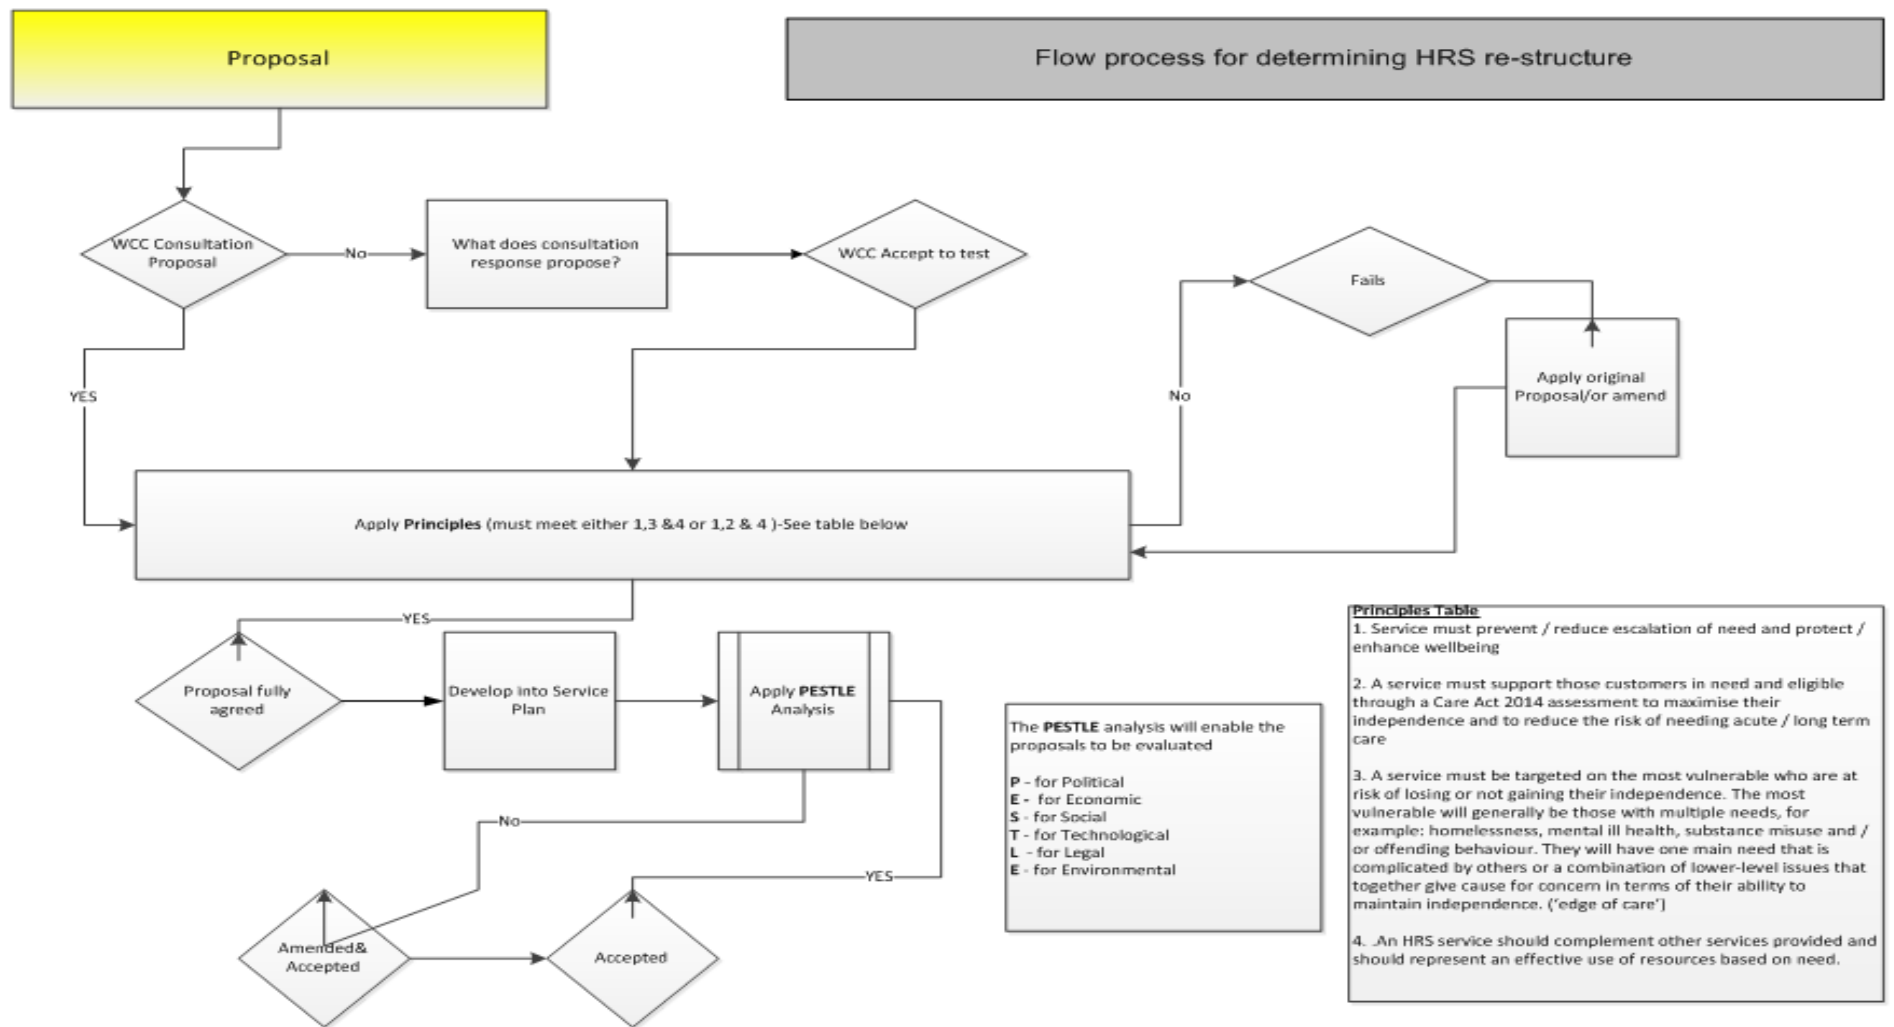 Proposal
Flow process for determining HRS re-structure
WCC Consultation
Proposal
No
What does consultation
response propose?
WCC Accept to test
Fails
YES
No
Apply original
Proposal/or amend
Apply Principles (must meet either 1,3 &4 or 1,2 & 4 )-See table below
YES
Proposal fully
agreed
Develop into Service
Plan
Apply PESTLE
Analysis
No
YES
Amended&
Accepted
Accepted
The PESTLE analysis will enable the
proposals to be evaluated
P - for Political
E - for Economic
S - for Social
T - for Technological
L - for Legal
E - for Environmental
Principles Table
1. Service must prevent / reduce escalation of need and protect /
enhance wellbeing
2. A service must support those customers in need and eligible
through a Care Act 2014 assessment to maximise their
independence and to reduce the risk of needing acute / long term
care
3. A service must be targeted on the most vulnerable who are at
risk of losing or not gaining their independence. The most
vulnerable will generally be those with multiple needs, for
example: homelessness, mental ill health, substance misuse and /
or offending behaviour. They will have one main need that is
complicated by others or a combination of lower-level issues that
together give cause for concern in terms of their ability to
maintain independence. ('edge of care')
4. .An HRS service should complement other services provided and
should represent an effective use of resources based on need.